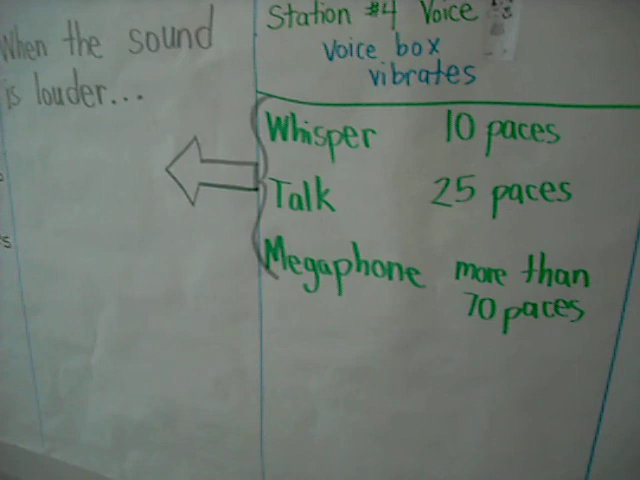 When the sound
is louder...
Station #4 Voice
Voice box
vibrates
Whisper 10 paces
Talk 25 paces
Megaphone more than
70 paces